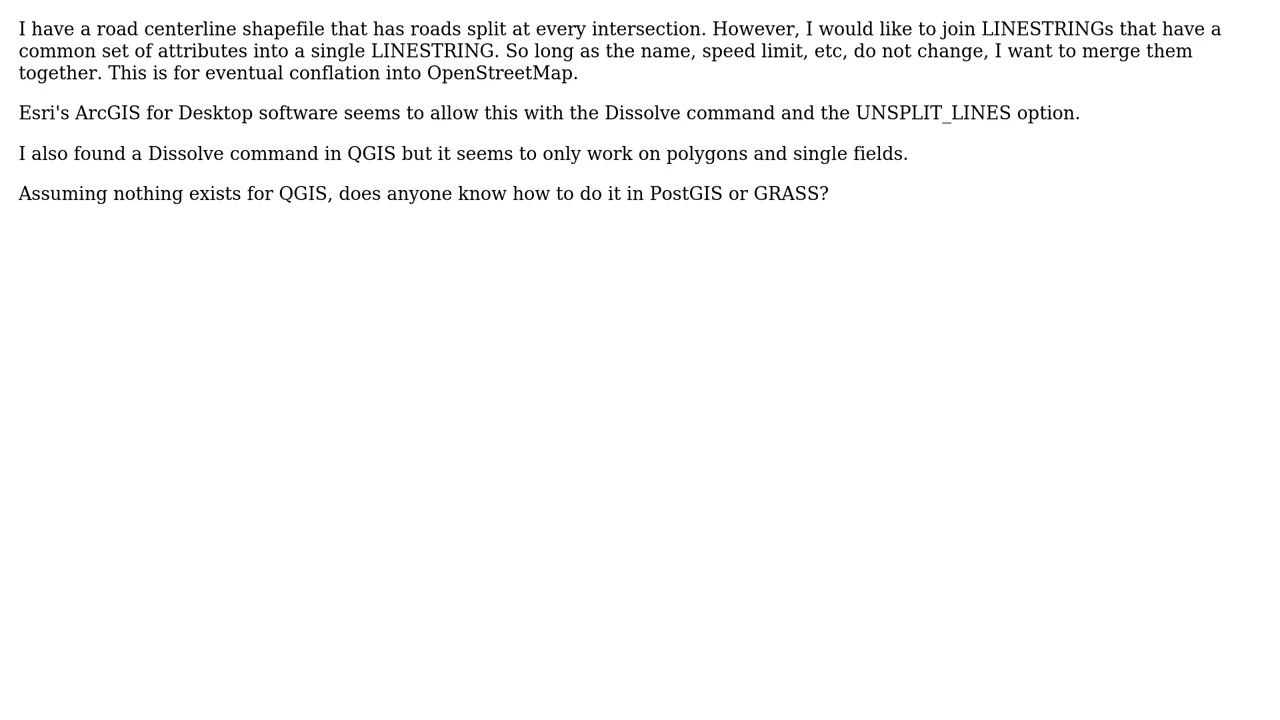 I have a road centerline shapefile that has roads split at every intersection. However, I would like to join LINESTRINGs that have a
common set of attributes into a single LINESTRING. So long as the name, speed limit, etc, do not change, I want to merge them
together. This is for eventual conflation into OpenStreetMap.
Esri's ArcGIS for Desktop software seems to allow this with the Dissolve command and the UNSPLIT_LINES option.
I also found a Dissolve command in QGIS but it seems to only work on polygons and single fields.
Assuming nothing exists for QGIS, does anyone know how to do it in PostGIS or GRASS?